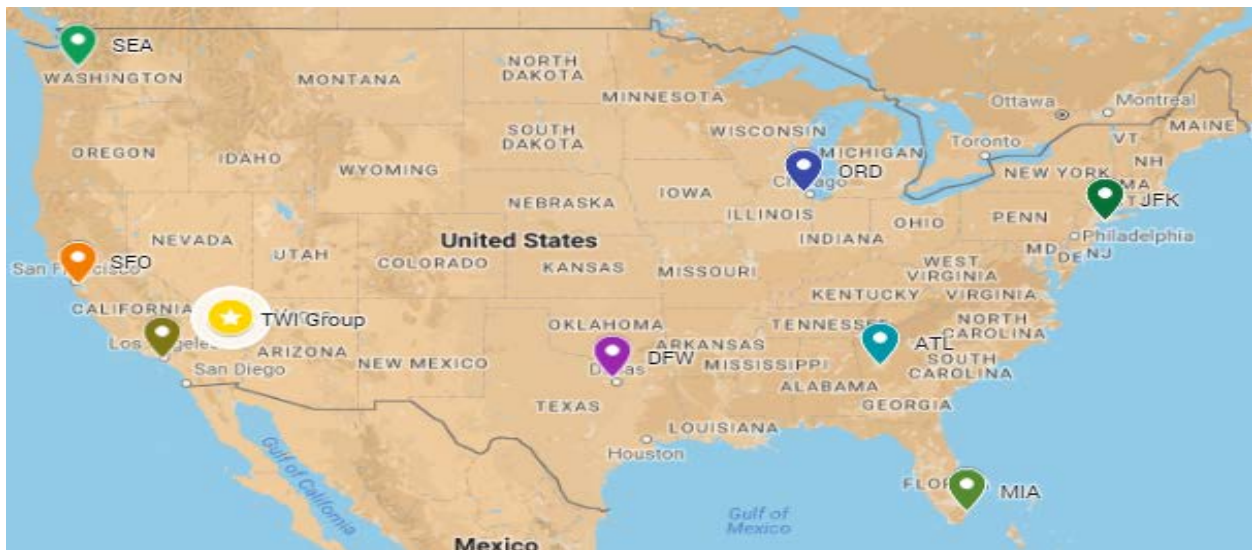 SEA
WASHINGTON
MONTANA
NORTH
DAKOTA
MINNESOTA
Ottawa
Montreal
MAINE
OREGON
IDAHO
SOUTH
DAKOTA
WISCONSIN
MICHIGAN
Toronto
VT
NH
WYOMING
ORD
NEW YORK
MA
JFK
IOWA
NEBRASKA
ILLINOIS
INDIANA
OHIO
PENN
Philadelphia
NEVADA
UTAH
COLORADO
United States
KANSAS
MISSOURI
WEST
VIRGINIA
MD
DE
NJ
SFO
CALIFORNIA
KENTUCKY
VIRGINIA
TWI Group
ARIZONA
NEW MEXICO
OKLAHOMA
ARKANSAS
TENNESSEE
NORTH
CAROLINA
ATL
SOUTH
CAROLINA
San Diego
DFW
MISSISSIPPI
ALABAMA
GEORGIA
TEXAS
LOUISIANA
Houston
Gulf of California
MIA
Gulf of
Mexico
Mexico